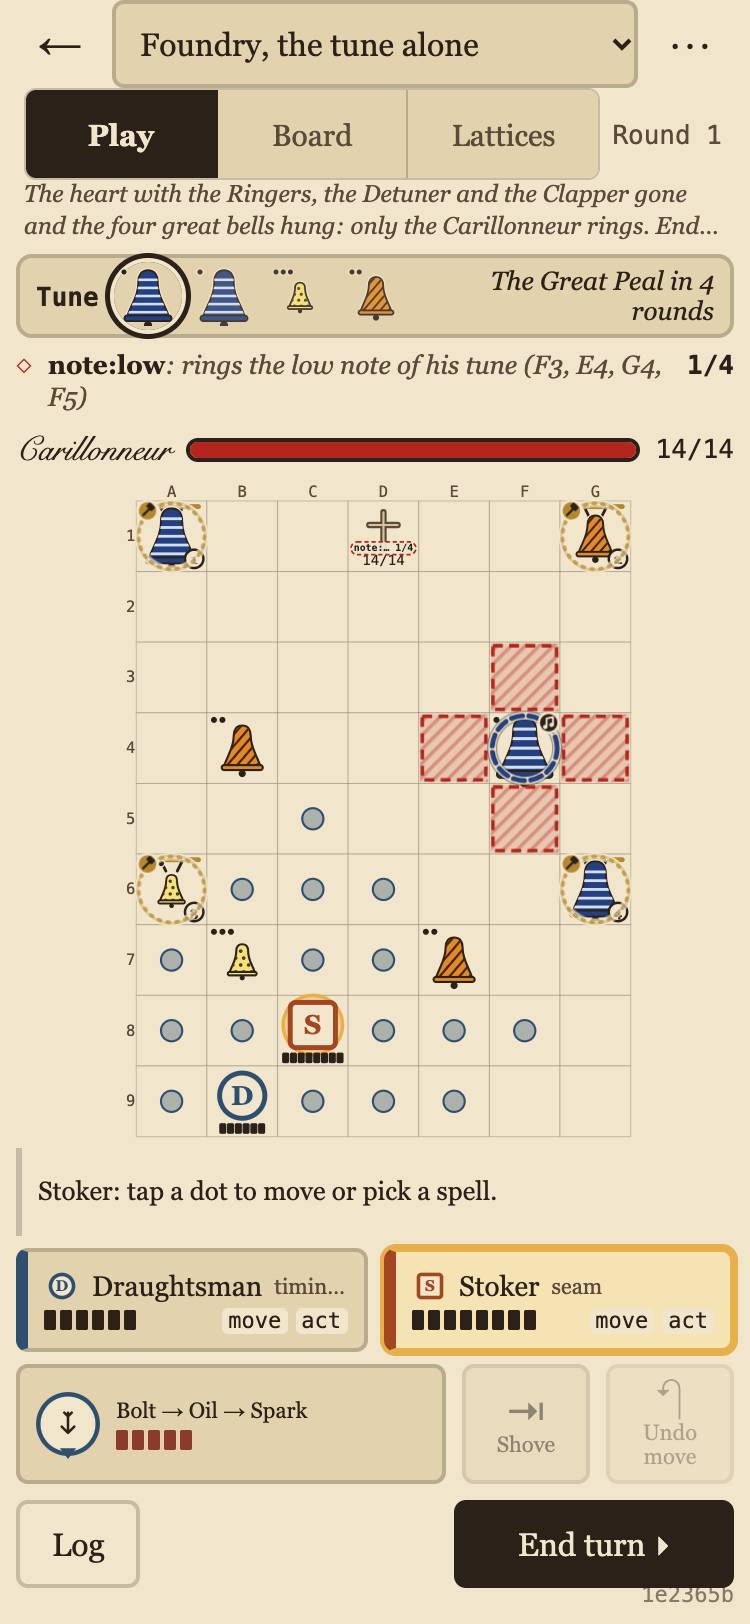 ←
Foundry, the tune alone
...
Play
Board
Lattices
Round 1
The heart with the Ringers, the Detuner and the Clapper gone
and the four great bells hung: only the Carillonneur rings. End...
Tune
The Great Peal in 4
rounds
note:low: rings the low note of his tune (F3, E4, G4, 1/4
F5)
Carillonneur 14/14
A B C D E F G
1
note:… 1/4
14/14
2
3
4
5
6
7
8
S
9
D
Stoker: tap a dot to move or pick a spell.
D Draughtsman timin...
move act
S Stoker seam
move act
Bolt → Oil → Spark
Shove
Undo
move
Log
End turn
1e2365b